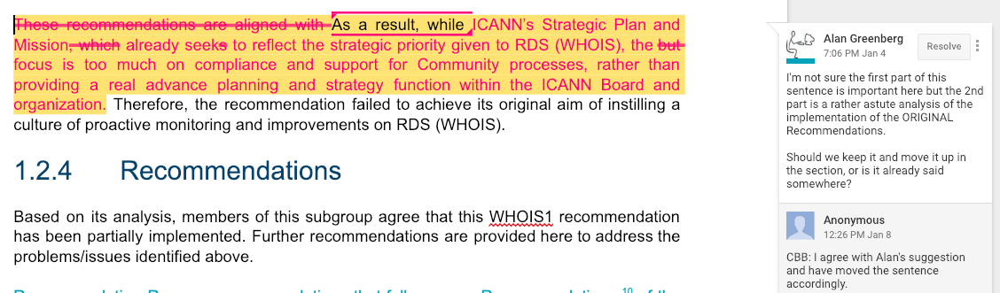 These recommendations are aligned with As a result, while ICANN's Strategic Plan and
Mission, which already seeks to reflect the strategic priority given to RDS (WHOIS), the but
focus is too much on compliance and support for Community processes, rather than
providing a real advance planning and strategy function within the ICANN Board and
organization. Therefore, the recommendation failed to achieve its original aim of instilling a
culture of proactive monitoring and improvements on RDS (WHOIS).
1.2.4 Recommendations
Based on its analysis, members of this subgroup agree that this WHOIS1 recommendation
has been partially implemented. Further recommendations are provided here to address the
problems/issues identified above.
Alan Greenberg
7:06 PM Jan 4
Resolve
I'm not sure the first part of this
sentence is important here but the 2nd
part is a rather astute analysis of the
implementation of the ORIGINAL
Recommendations.
Should we keep it and move it up in
the section, or is it already said
somewhere?
Anonymous
12:26 PM Jan 8
CBB: I agree with Alan's suggestion
and have moved the sentence
accordingly.